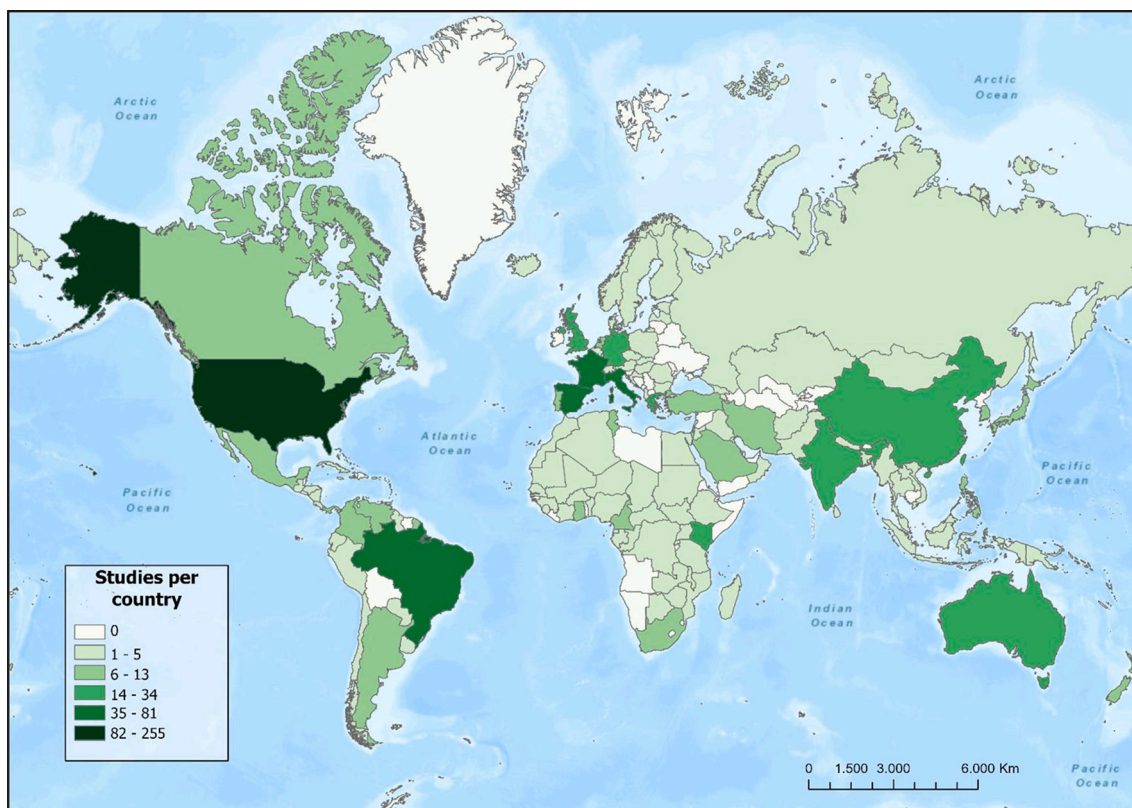 Arctic
Ocean
Arctic
Ocean
Atlantic
Ocean
Pacific
Ocean
Pacific
Ocean
Indian
Ocean
Pacific
Ocean
Studies per
country
0
1 - 5
6 - 13
14 - 34
35 - 81
82 - 255
0 1.500 3.000 6.000 Km